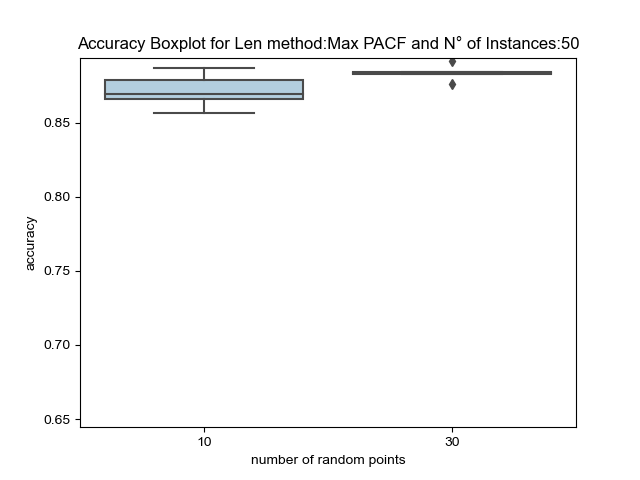 Accuracy Boxplot for Len method:Max PACF and N° of Instances:50
0.85
0.80
0.75
0.70
0.65
accuracy
10 30
number of random points